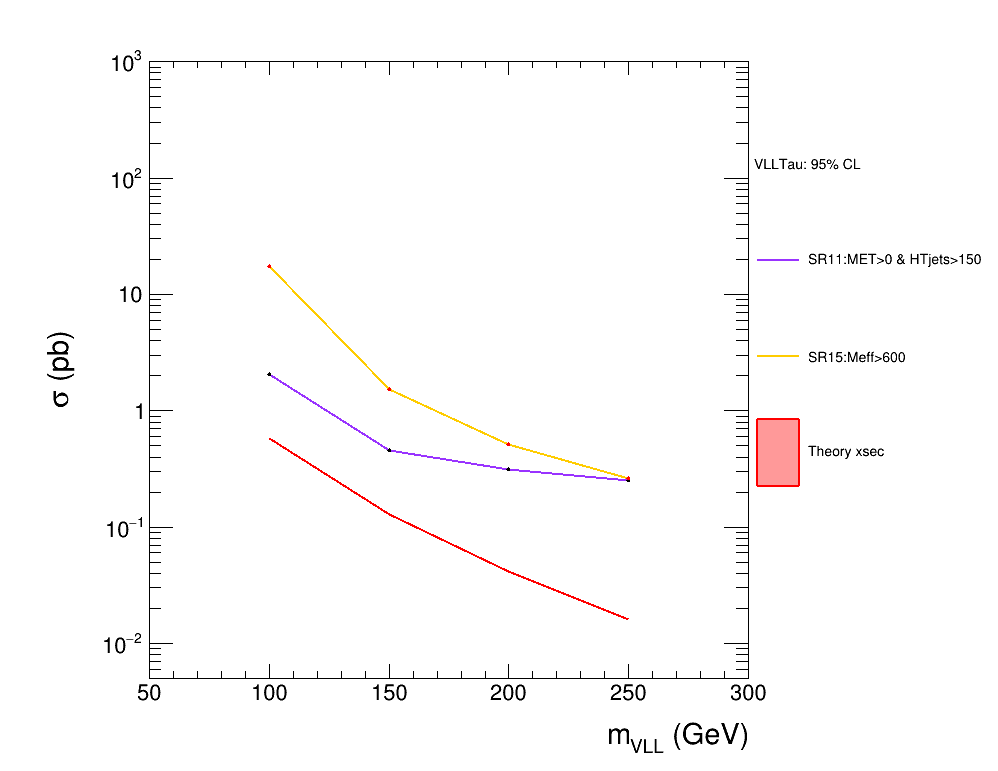 10³
10²
10
1
10⁻¹
10⁻²
σ (pb)
50 100 150 200 250 300
m_VLL (GeV)
VLLTau: 95% CL
SR11:MET>0 & HTjets>150
SR15:Meff>600
Theory xsec